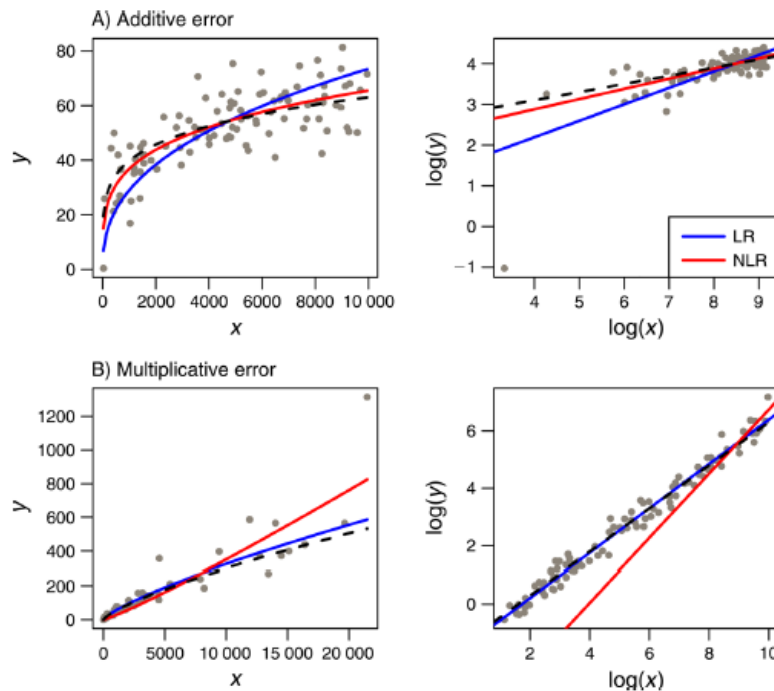 A) Additive error
80
60
40
20
0
y
0 2000 4000 6000 8000 10 000
x
4
3
2
1
0
−1
log(y)
LR
NLR
4 5 6 7 8 9
log(x)
B) Multiplicative error
1200
1000
800
600
400
200
0
y
0 5000 10 000 15 000 20 000
x
6
4
2
0
log(y)
2 4 6 8 10
log(x)